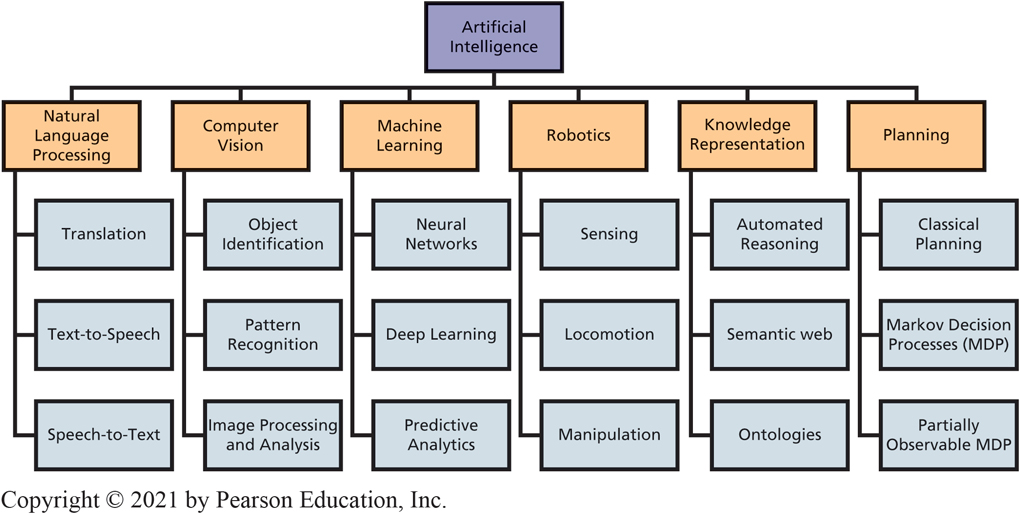 Artificial
Intelligence
Natural
Language
Processing
Computer
Vision
Machine
Learning
Robotics
Knowledge
Representation
Planning
Translation
Object
Identification
Neural
Networks
Sensing
Automated
Reasoning
Classical
Planning
Text-to-Speech
Pattern
Recognition
Deep Learning
Locomotion
Semantic web
Markov Decision
Processes (MDP)
Speech-to-Text
Image Processing
and Analysis
Predictive
Analytics
Manipulation
Ontologies
Partially
Observable MDP
Copyright © 2021 by Pearson Education, Inc.